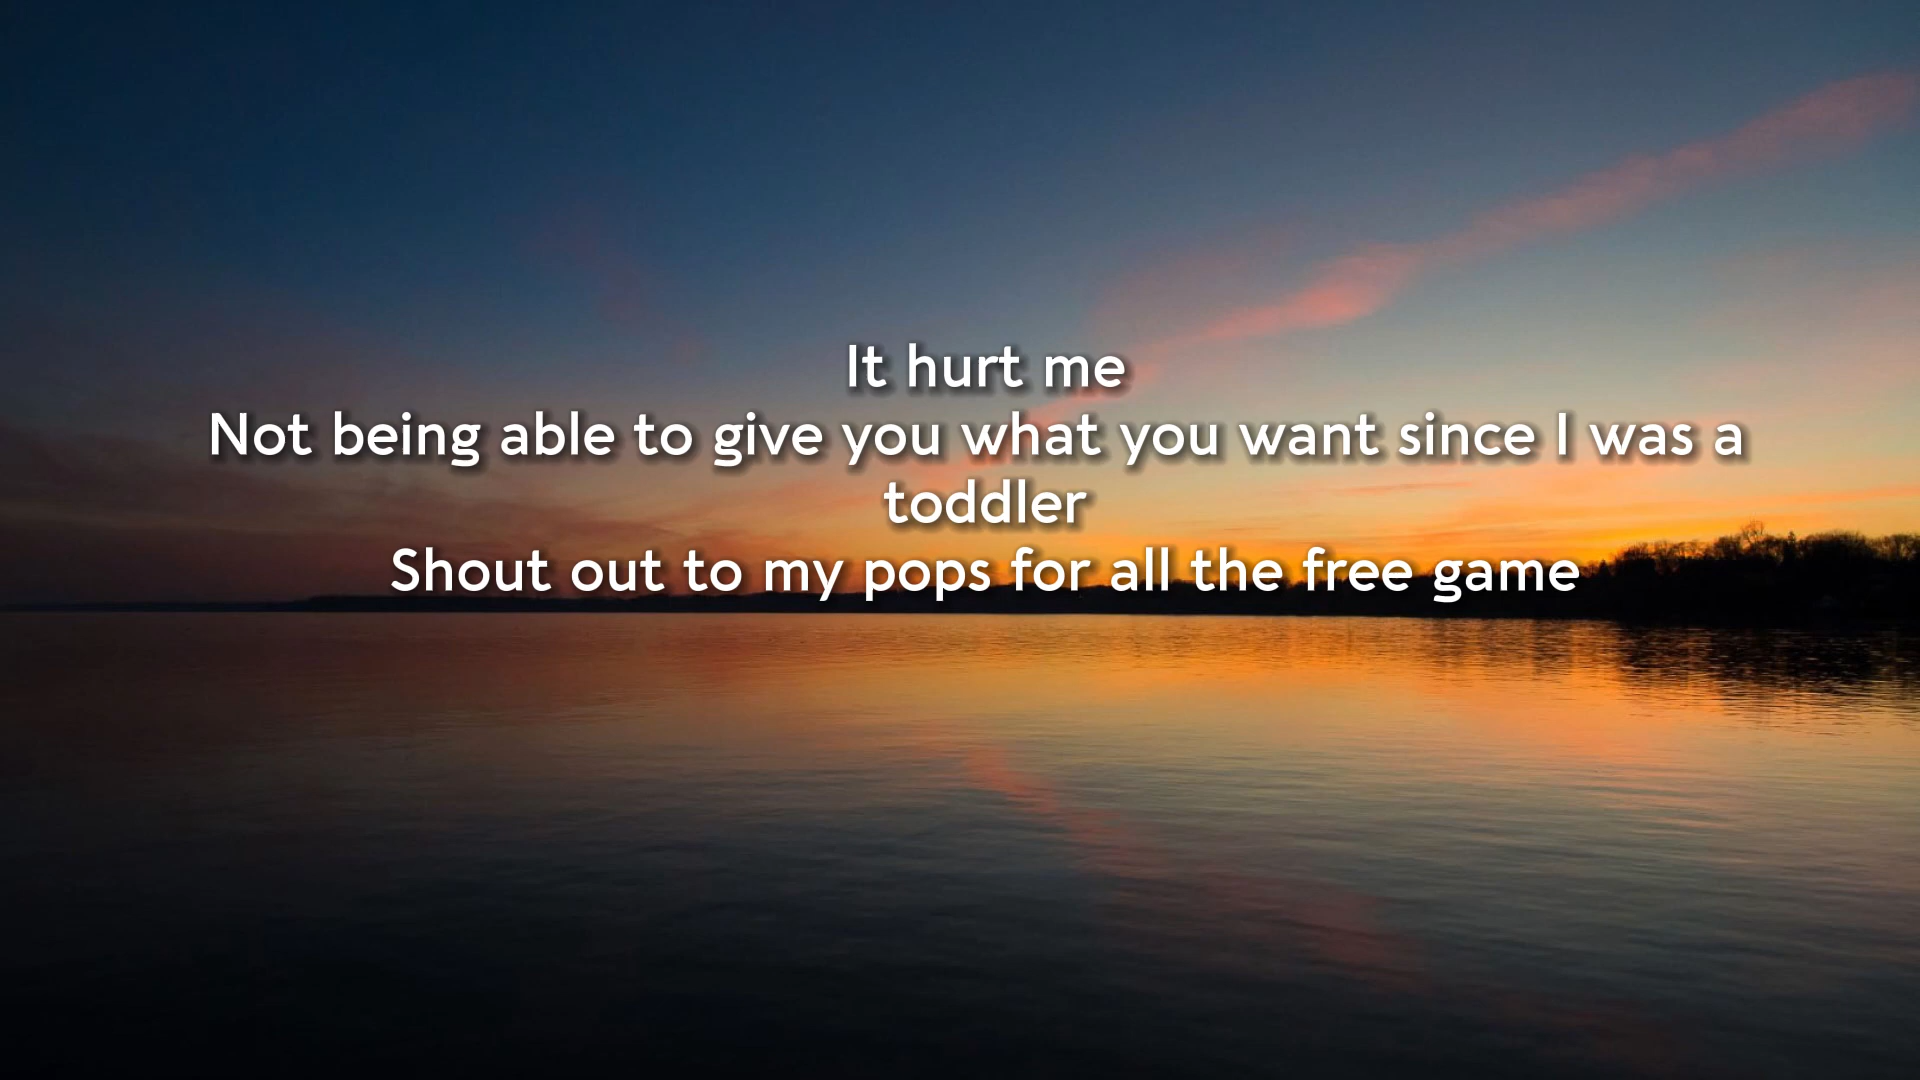 It hurt me
Not being able to give you what you want since I was a
toddler
Shout out to my pops for all the free game